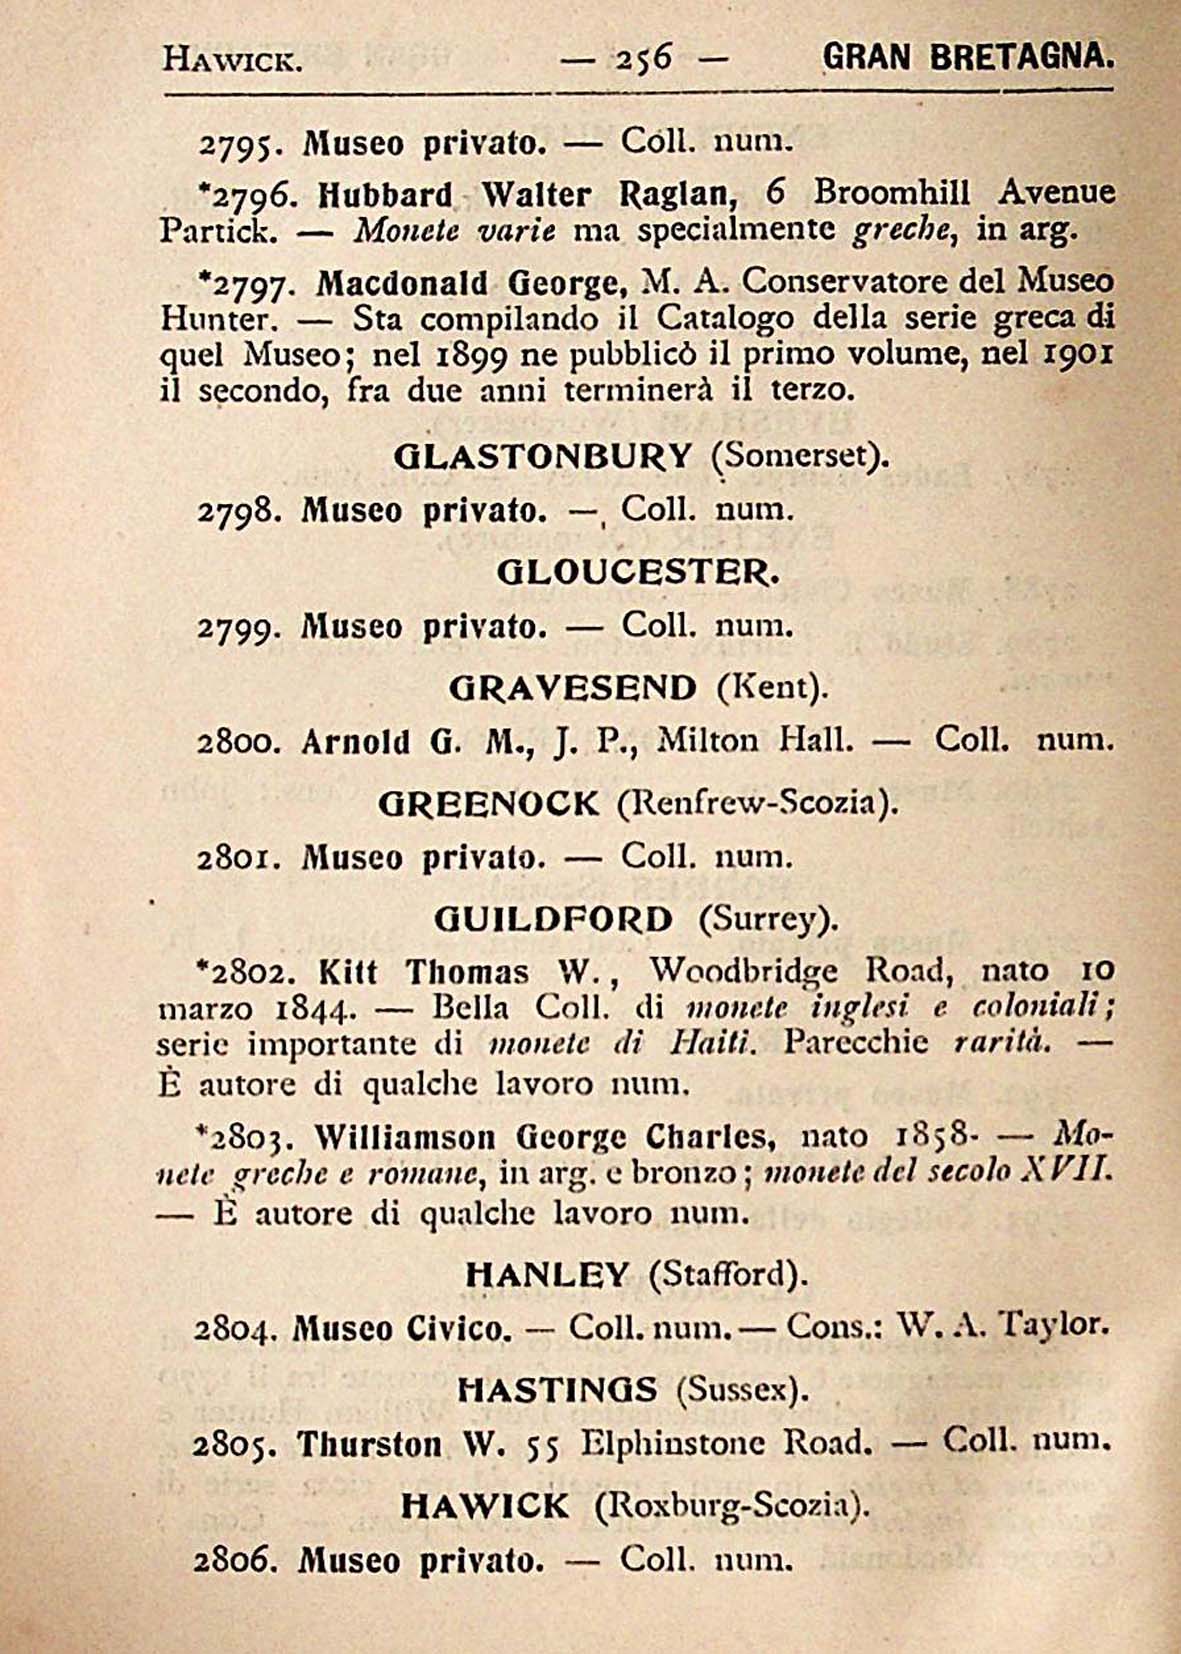 HAWICK. — 256 — GRAN BRETAGNA.
2795. Museo privato. — Coll. num.
*2796. Hubbard Walter Raglan, 6 Broomhill Avenue
Partick. — Monete varie ma specialmente greche, in arg.
*2797. Macdonald George, M. A. Conservatore del Museo
Hunter. — Sta compilando il Catalogo della serie greca di
quel Museo; nel 1899 ne pubblicò il primo volume, nel 1901
il secondo, fra due anni terminerà il terzo.
GLASTONBURY (Somerset).
2798. Museo privato. — Coll. num.
GLOUCESTER.
2799. Museo privato. — Coll. num.
GRAVESEND (Kent).
2800. Arnold G. M., J. P., Milton Hall. — Coll. num.
GREENOCK (Renfrew-Scozia).
2801. Museo privato. — Coll. num.
GUILDFORD (Surrey).
*2802. Kitt Thomas W., Woodbridge Road, nato 10
marzo 1844. — Bella Coll. di monete inglesi e coloniali;
serie importante di monete di Haiti. Parecchie rarità. —
È autore di qualche lavoro num.
*2803. Williamson George Charles, nato 1858- — Mo-
nete greche e romane, in arg. e bronzo; monete del secolo XVII.
— È autore di qualche lavoro num.
HANLEY (Stafford).
2804. Museo Civico. — Coll. num. — Cons.: W. A. Taylor.
HASTINGS (Sussex).
2805. Thurston W. 55 Elphinstone Road. — Coll. num.
HAWICK (Roxburg-Scozia).
2806. Museo privato. — Coll. num.